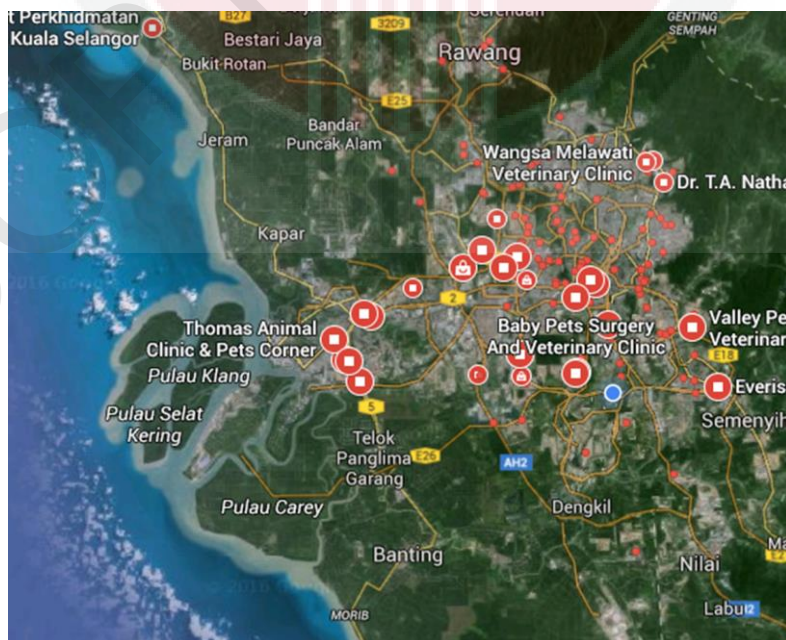 B27
3209
GENTING
SEMPAH
t Perkhidmatan
Kuala Selangor
Bestari Jaya
Bukit Rotan
Rawang
E25
Jeram
Bandar
Puncak Alam
Wangsa Melawati
Veterinary Clinic
Dr. T.A. Natha
Kapar
2016
2
Thomas Animal
Clinic & Pets Corner
Baby Pets Surgery
And Veterinary Clinic
Valley Pe
Veterinar
E18
Pulau Klang
Everis
5
Pulau Selat
Kering
Semenyih
Telok
Panglima
Garang
E26
AH2
Pulau Carey
Dengkil
Banting
Nilai
MORIB
Labu